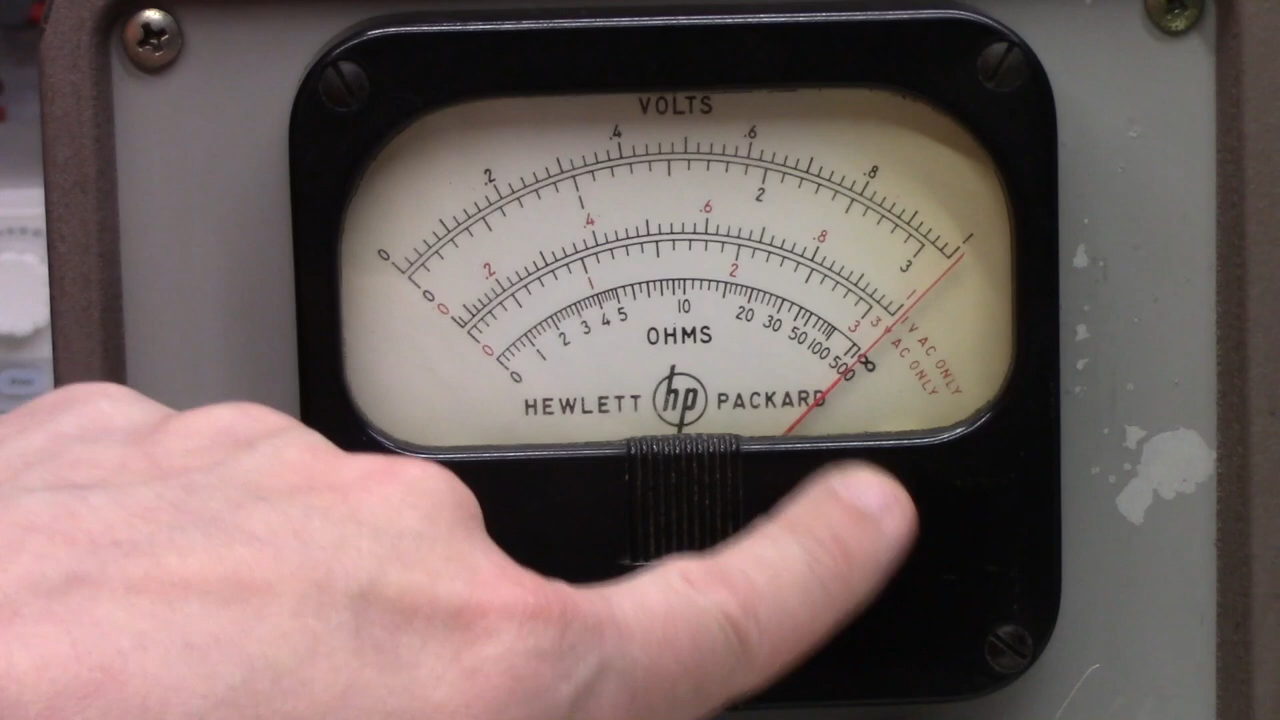 VOLTS
0 .2 .4 .6 .8 1
0 1 2 3
0 .2 .4 .6 .8 1 1V AC ONLY
0 1 2 3 3V AC ONLY
0 1 2 3 4 5 10 20 30 50 100 500 ∞
OHMS
HEWLETT hp PACKARD